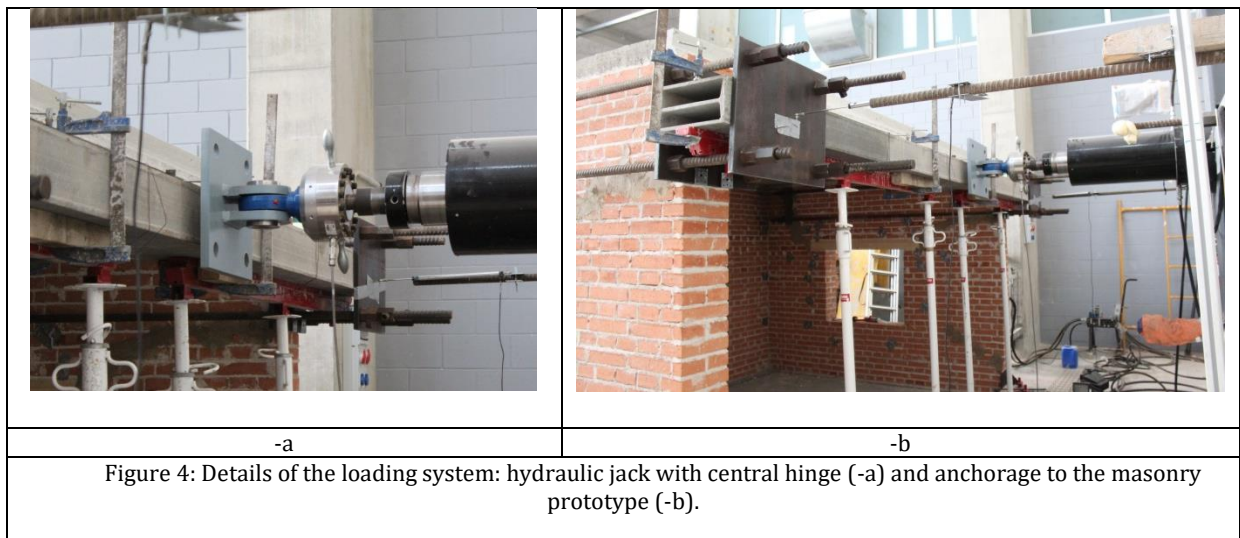 -a
-b
Figure 4: Details of the loading system: hydraulic jack with central hinge (-a) and anchorage to the masonry
prototype (-b).